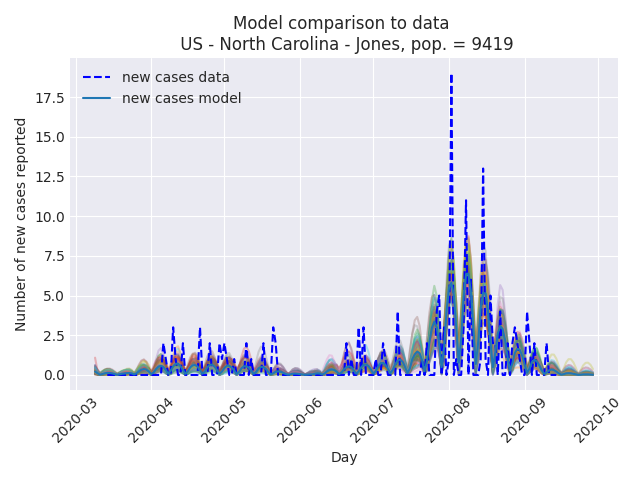 Model comparison to data
US - North Carolina - Jones, pop. = 9419
new cases data
new cases model
Number of new cases reported
17.5
15.0
12.5
10.0
7.5
5.0
2.5
0.0
2020-03
2020-04
2020-05
2020-06
2020-07
2020-08
2020-09
2020-10
Day